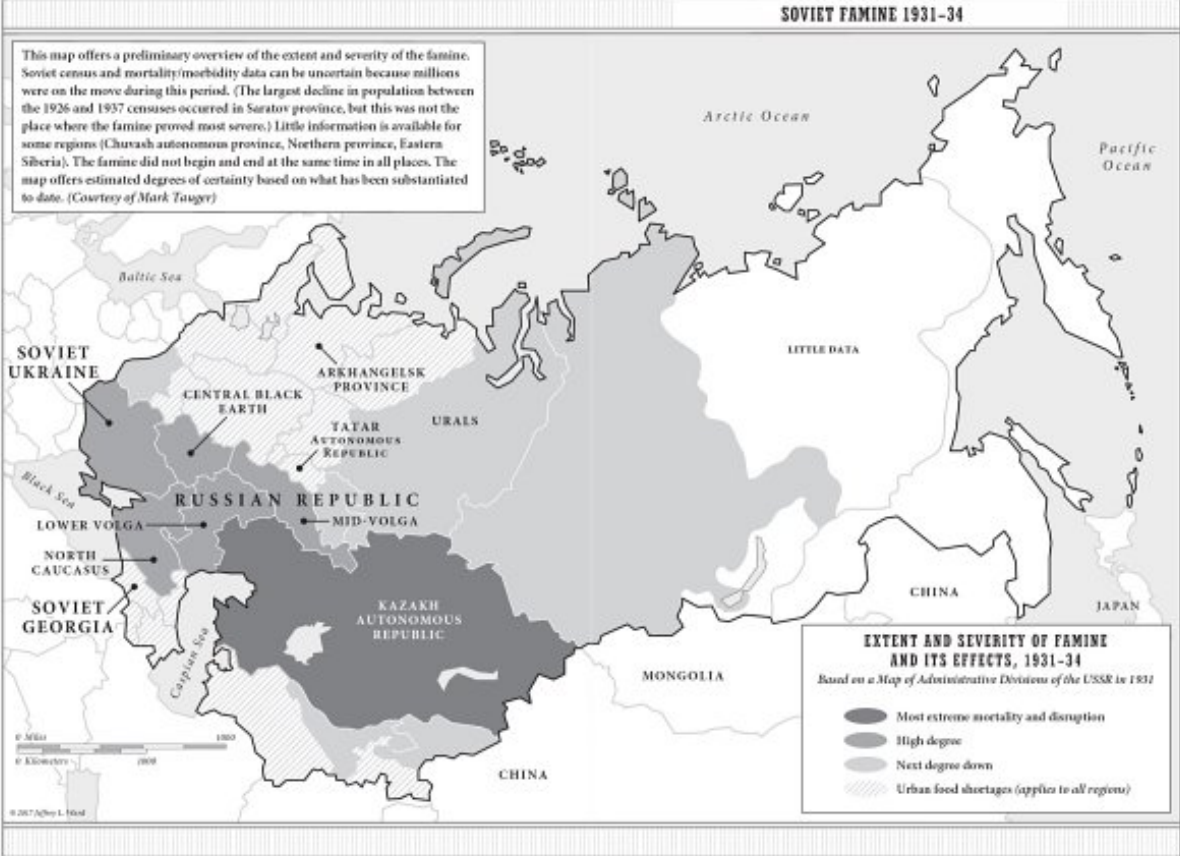 SOVIET FAMINE 1931–34
This map offers a preliminary overview of the extent and severity of the famine.
Soviet census and mortality/morbidity data can be uncertain because millions
were on the move during this period. (The largest decline in population between
the 1926 and 1937 censuses occurred in Saratov province, but this was not the
place where the famine proved most severe.) Little information is available for
some regions (Chuvash autonomous province, Northern province, Eastern
Siberia). The famine did not begin and end at the same time in all places. The
map offers estimated degrees of certainty based on what has been substantiated
to date. (Courtesy of Mark Tauger)
Arctic Ocean
Pacific
Ocean
Baltic Sea
SOVIET
UKRAINE
ARKHANGELSK
PROVINCE
LITTLE DATA
CENTRAL BLACK
EARTH
URALS
TATAR
AUTONOMOUS
REPUBLIC
Black Sea
RUSSIAN REPUBLIC
LOWER VOLGA
MID-VOLGA
NORTH
CAUCASUS
SOVIET
GEORGIA
KAZAKH
AUTONOMOUS
REPUBLIC
Caspian Sea
CHINA
JAPAN
MONGOLIA
CHINA
EXTENT AND SEVERITY OF FAMINE
AND ITS EFFECTS, 1931–34
Based on a Map of Administrative Divisions of the USSR in 1931
Most extreme mortality and disruption
High degree
Next degree down
Urban food shortages (applies to all regions)
0 Miles 1000
0 Kilometers 1000
© 2017 Jeffrey L. Ward